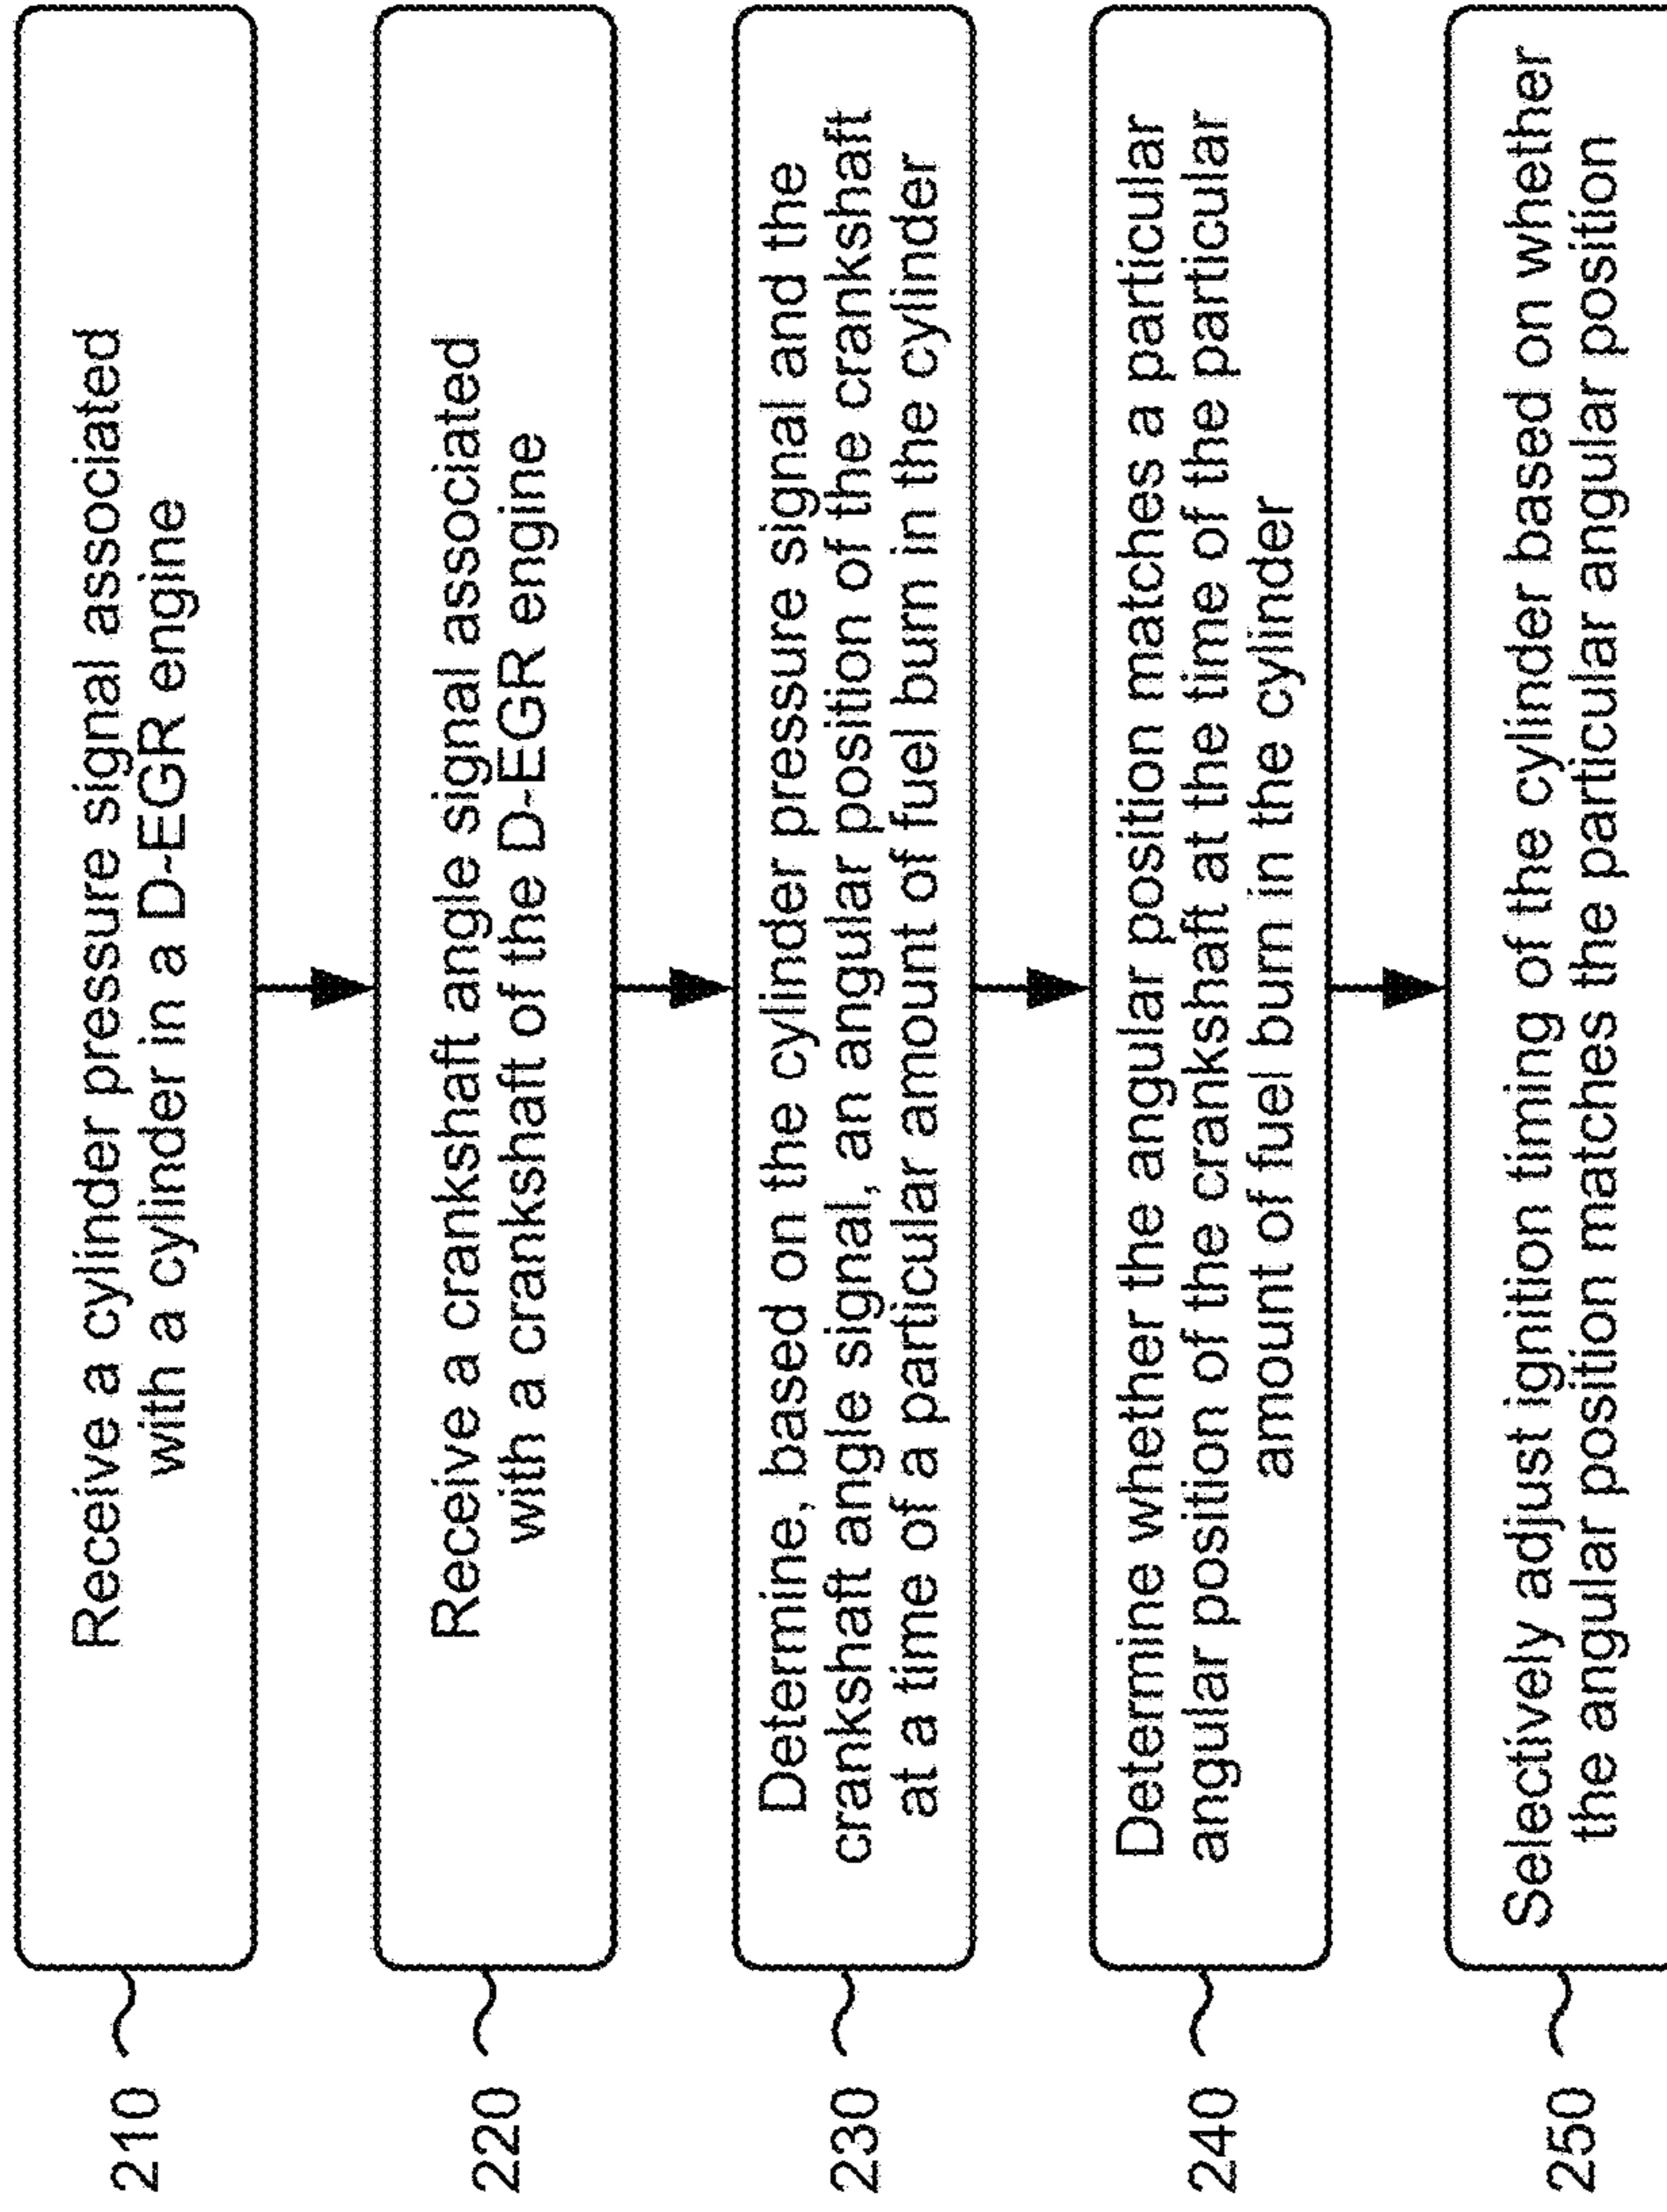 210
Receive a cylinder pressure signal associated
with a cylinder in a D-EGR engine
220
Receive a crankshaft angle signal associated
with a crankshaft of the D-EGR engine
230
Determine, based on the cylinder pressure signal and the
crankshaft angle signal, an angular position of the crankshaft
at a time of a particular amount of fuel burn in the cylinder
240
Determine whether the angular position matches a particular
angular position of the crankshaft at the time of the particular
amount of fuel burn in the cylinder
250
Selectively adjust ignition timing of the cylinder based on whether
the angular position matches the particular angular position